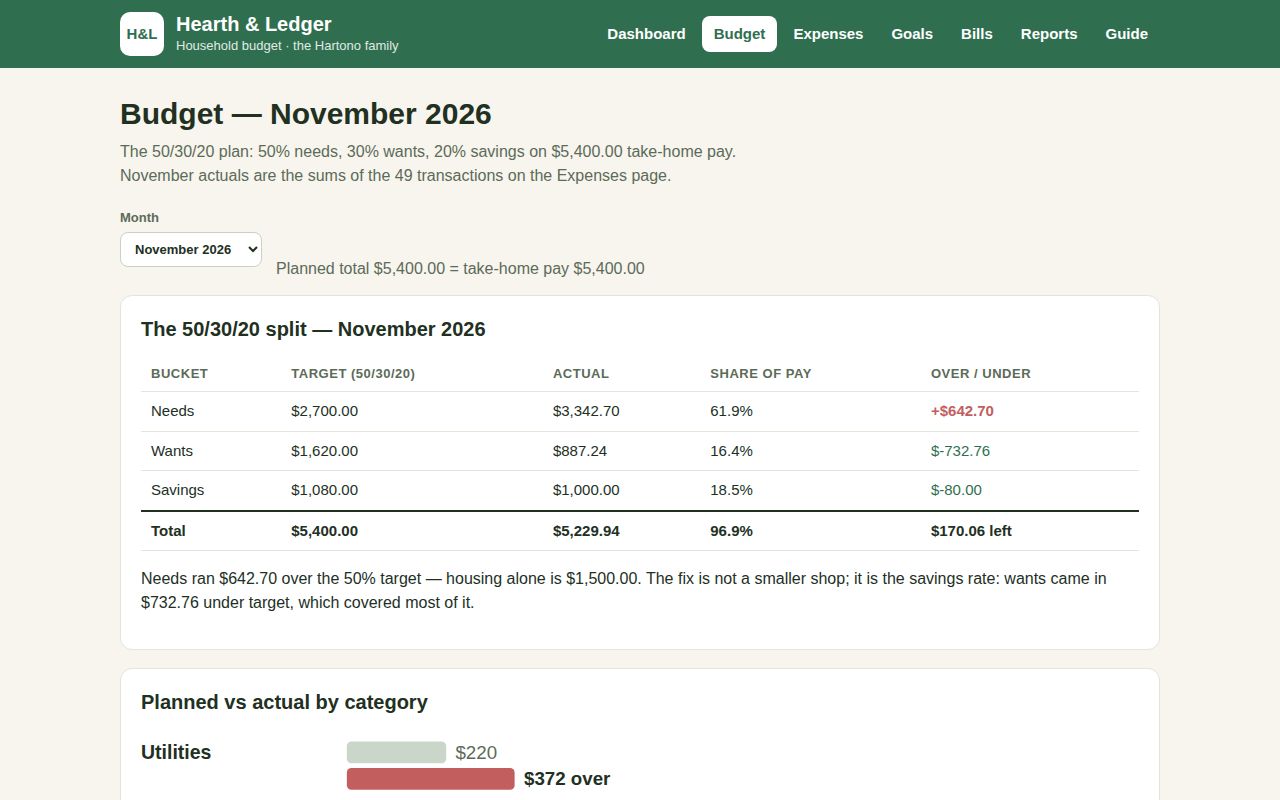 H&L
Hearth & Ledger
Household budget · the Hartono family
Dashboard Budget Expenses Goals Bills Reports Guide
Budget — November 2026
The 50/30/20 plan: 50% needs, 30% wants, 20% savings on $5,400.00 take-home pay.
November actuals are the sums of the 49 transactions on the Expenses page.
Month
November 2026
Planned total $5,400.00 = take-home pay $5,400.00
The 50/30/20 split — November 2026
BUCKET TARGET (50/30/20) ACTUAL SHARE OF PAY OVER / UNDER
Needs $2,700.00 $3,342.70 61.9% +$642.70
Wants $1,620.00 $887.24 16.4% $-732.76
Savings $1,080.00 $1,000.00 18.5% $-80.00
Total $5,400.00 $5,229.94 96.9% $170.06 left
Needs ran $642.70 over the 50% target — housing alone is $1,500.00. The fix is not a smaller shop; it is the savings rate: wants came in
$732.76 under target, which covered most of it.
Planned vs actual by category
Utilities $220
$372 over